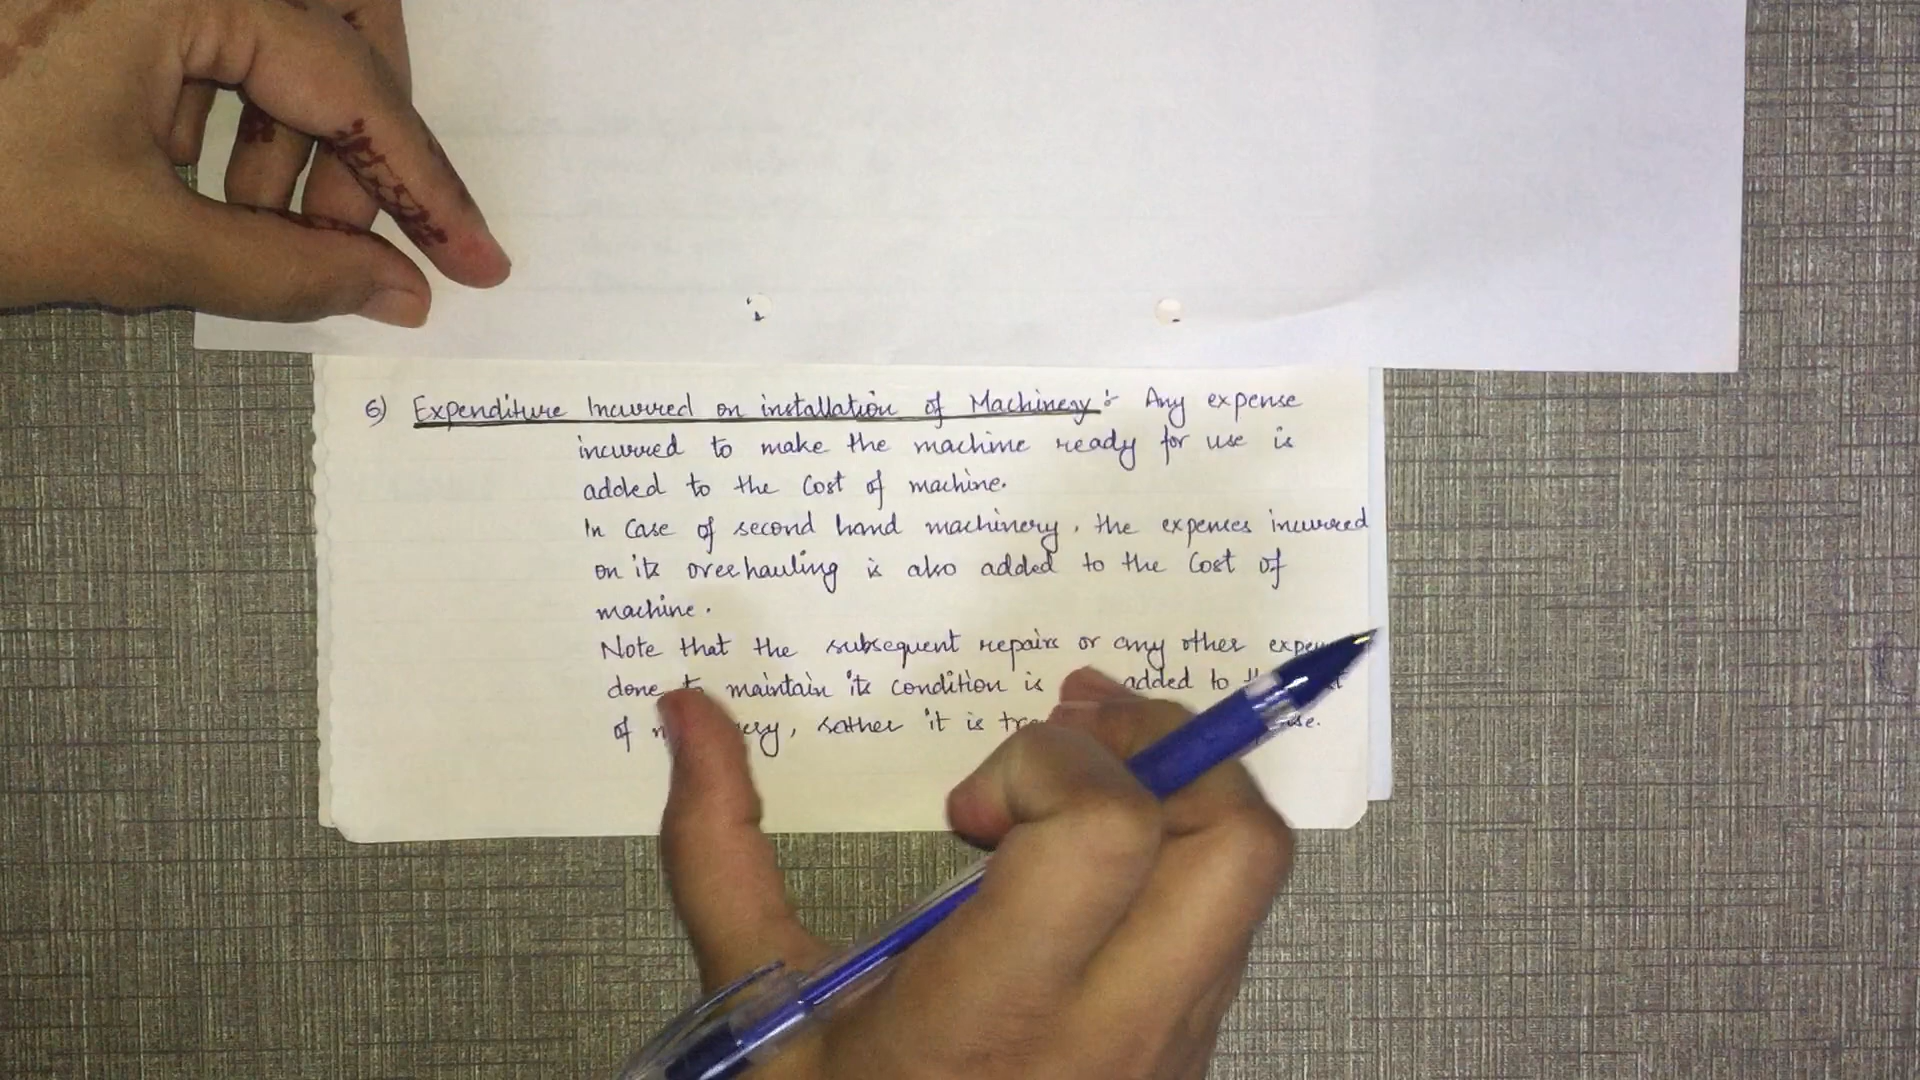 6) Expenditure Incurred on installation of Machinery :- Any expense
incurred to make the machine ready for use is
added to the Cost of machine.
In Case of second hand machinery, the expenses incurred
on its overhauling is also added to the Cost of
machine.
Note that the subsequent repairs or any other
done to maintain its condition is added to
of rather it is